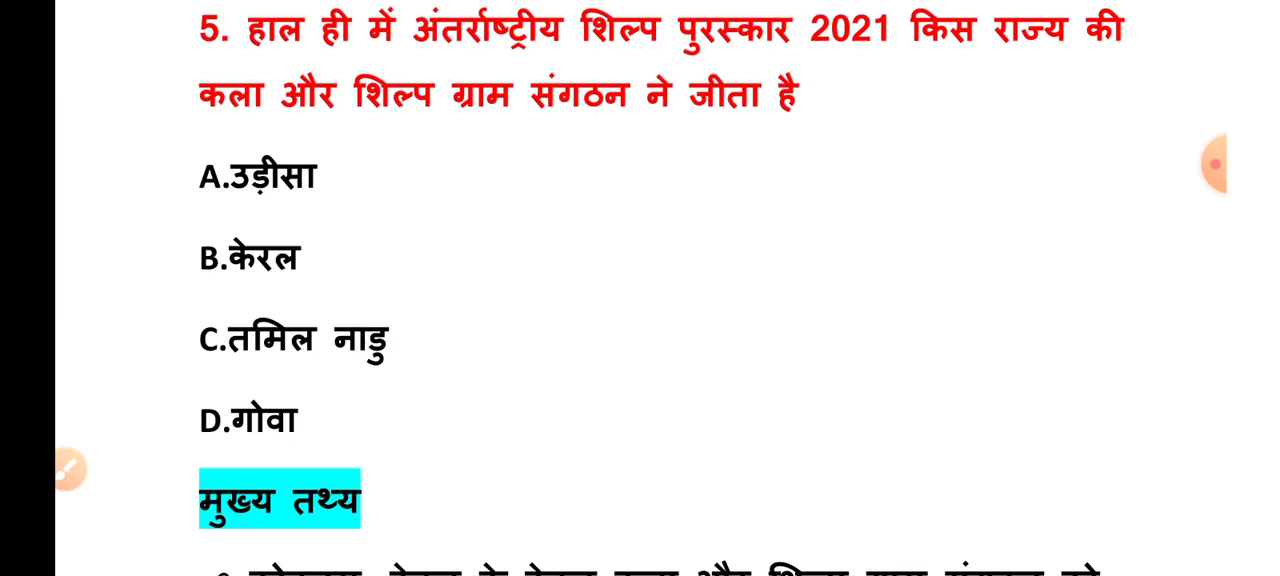 5. हाल ही में अंतर्राष्ट्रीय शिल्प पुरस्कार 2021 किस राज्य की
कला और शिल्प ग्राम संगठन ने जीता है
A.उड़ीसा
B.केरल
C.तमिल नाडु
D.गोवा
मुख्य तथ्य